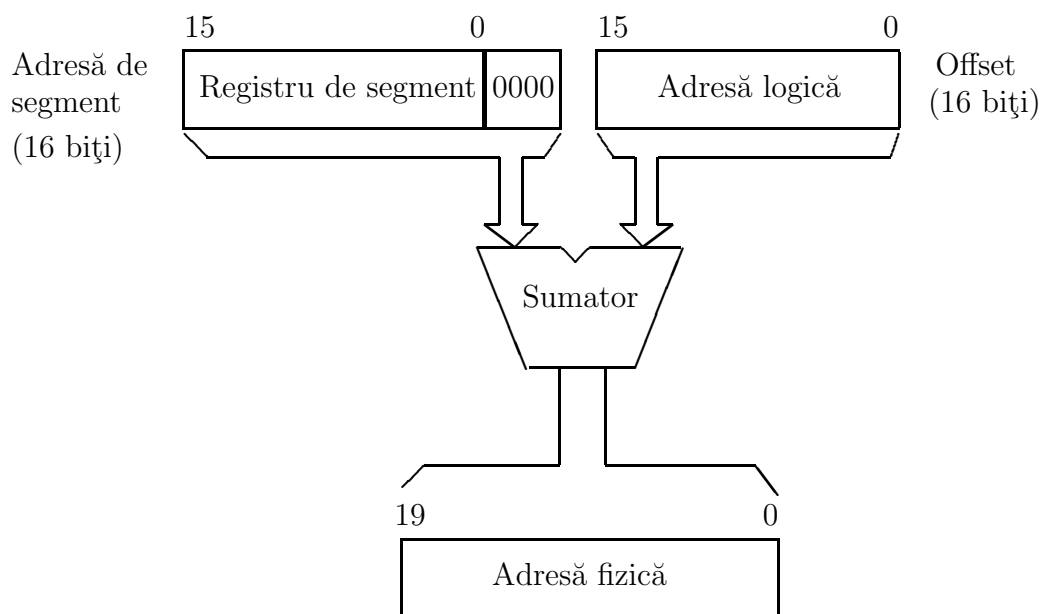 15 0
15 0
Adresă de
segment
(16 biţi)
Registru de segment
0000
Adresă logică
Offset
(16 biţi)
Sumator
19 0
Adresă fizică